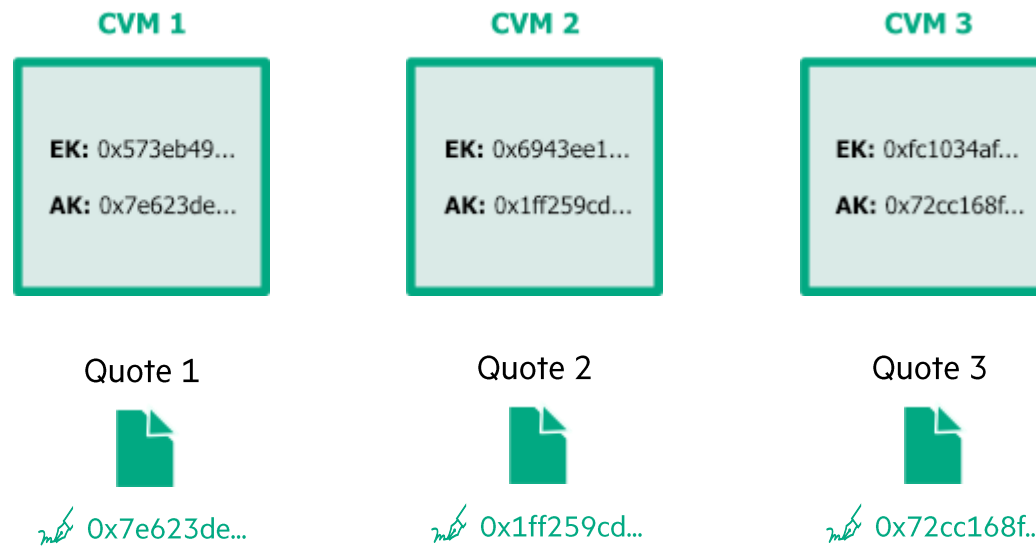 CVM 1
CVM 2
CVM 3
EK: 0x573eb49...
AK: 0x7e623de...
EK: 0x6943ee1...
AK: 0x1ff259cd...
EK: 0xfc1034af...
AK: 0x72cc168f...
Quote 1
Quote 2
Quote 3
0x7e623de...
0x1ff259cd...
0x72cc168f..